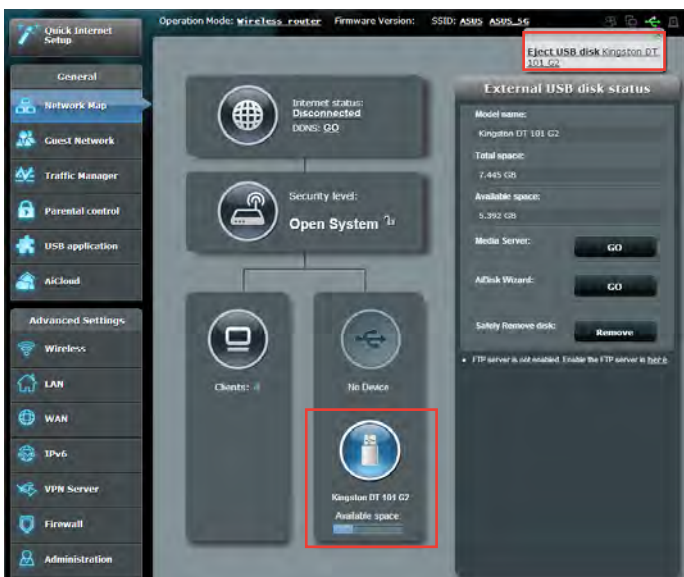 Quick Internet
Setup
Operation Mode: Wireless router Firmware Version: SSID: ASUS ASUS_5G
Eject USB disk Kingston DT
101 G2
General
Network Map
Guest Network
Traffic Manager
Parental control
USB application
AiCloud
Advanced Settings
Wireless
LAN
WAN
IPv6
VPN Server
Firewall
Administration
Internet status:
Disconnected
DDNS: GO
Security level:
Open System
Clients: 4
No Device
Kingston DT 101 G2
Available space:
External USB disk status
Model name:
Kingston DT 101 G2
Total space:
7.445 GB
Available space:
5.392 GB
Media Server:
GO
AiDisk Wizard:
GO
Safely Remove disk:
Remove
• FTP server is not enabled. Enable the FTP server in here